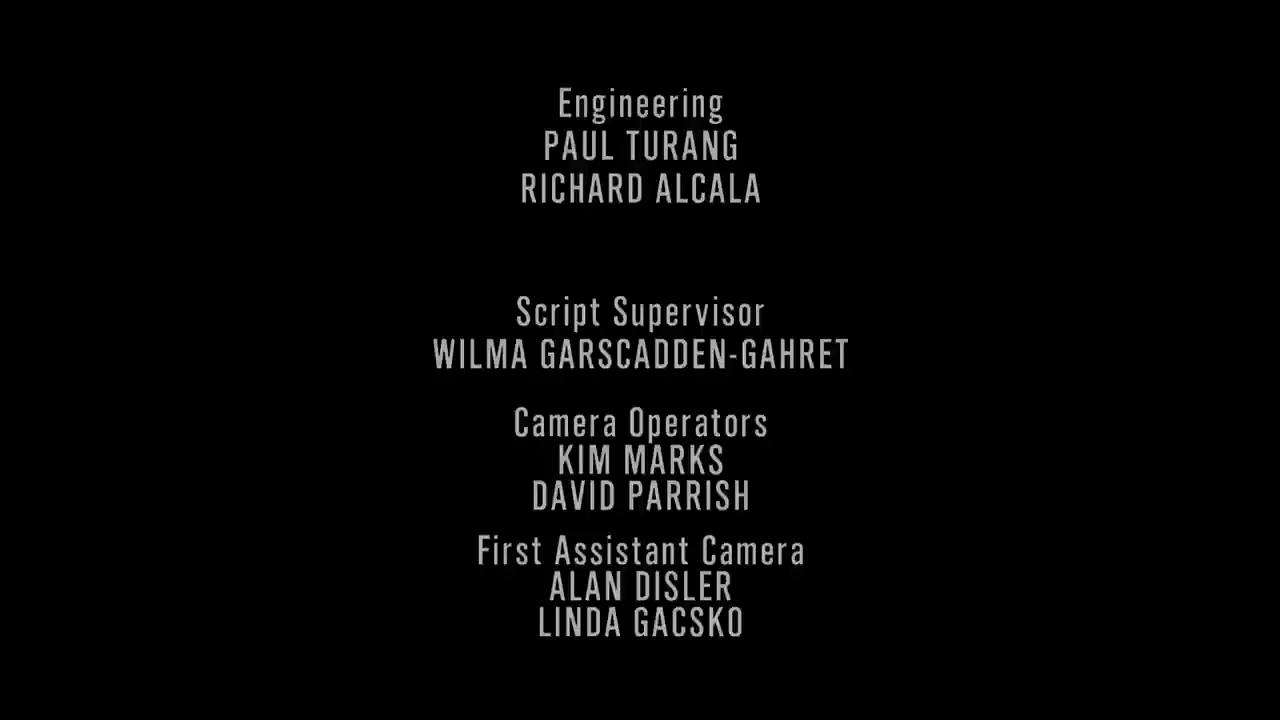 Engineering
PAUL TURANG
RICHARD ALCALA
Script Supervisor
WILMA GARSCADDEN-GAHRET
Camera Operators
KIM MARKS
DAVID PARRISH
First Assistant Camera
ALAN DISLER
LINDA GACSKO